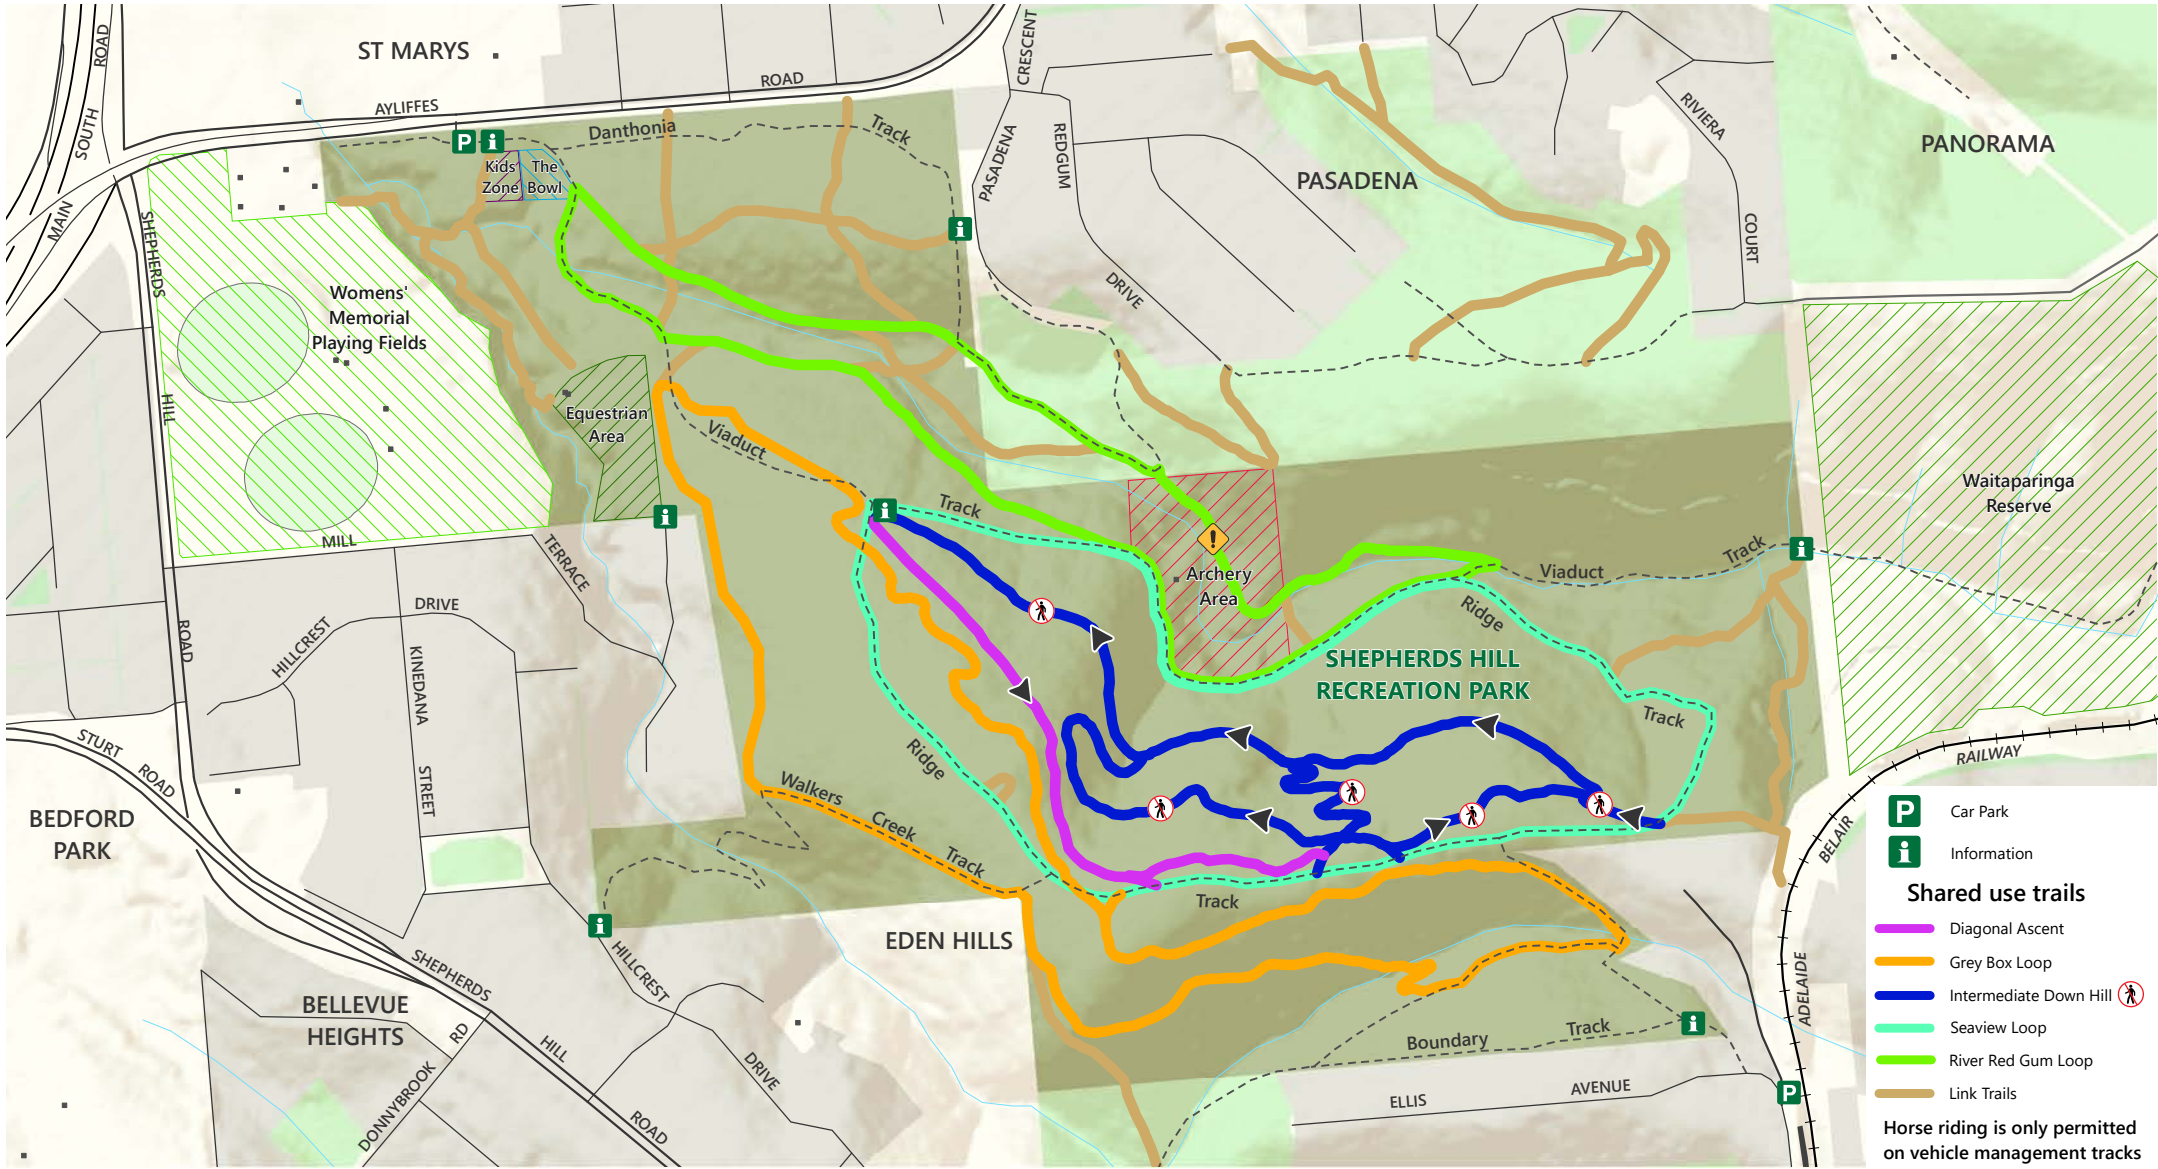 ST MARYS
SOUTH
ROAD
MAIN
AYLIFFES
ROAD
CRESCENT
PASADENA
REDGUM
DRIVE
PASADENA
RIVIERA
COURT
PANORAMA
P
i
Danthonia
Track
Kids
Zone
The
Bowl
i
Womens'
Memorial
Playing Fields
SHEPHERDS
HILL
ROAD
Equestrian
Area
i
Viaduct
i
Track
!
Archery
Area
Viaduct
Track
i
Waitaparinga
Reserve
MILL
TERRACE
DRIVE
HILLCREST
KINEDANA
STREET
Ridge
SHEPHERDS HILL
RECREATION PARK
Ridge
Track
STURT
ROAD
BEDFORD
PARK
Walkers
Creek
Track
Track
RAILWAY
BELAIR
ADELAIDE
i
HILLCREST
DRIVE
EDEN HILLS
SHEPHERDS
HILL
ROAD
BELLEVUE
HEIGHTS
DONNYBROOK
RD
Boundary
Track
i
ELLIS
AVENUE
P
P
Car Park
i
Information
Shared use trails
Diagonal Ascent
Grey Box Loop
Intermediate Down Hill
Seaview Loop
River Red Gum Loop
Link Trails
Horse riding is only permitted
on vehicle management tracks